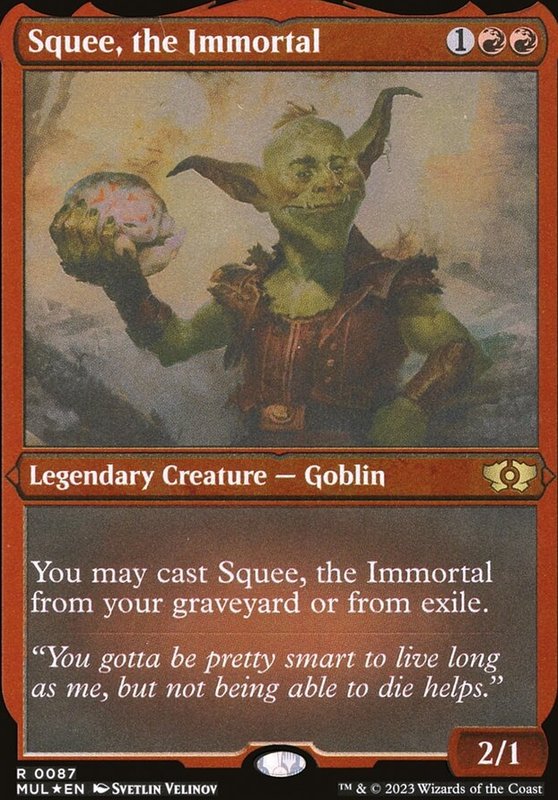 Squee, the Immortal 1
Legendary Creature — Goblin
You may cast Squee, the Immortal
from your graveyard or from exile.
“You gotta be pretty smart to live long
as me, but not being able to die helps.”
2/1
R 0087
MUL★EN Svetlin Velinov
™ & © 2023 Wizards of the Coast